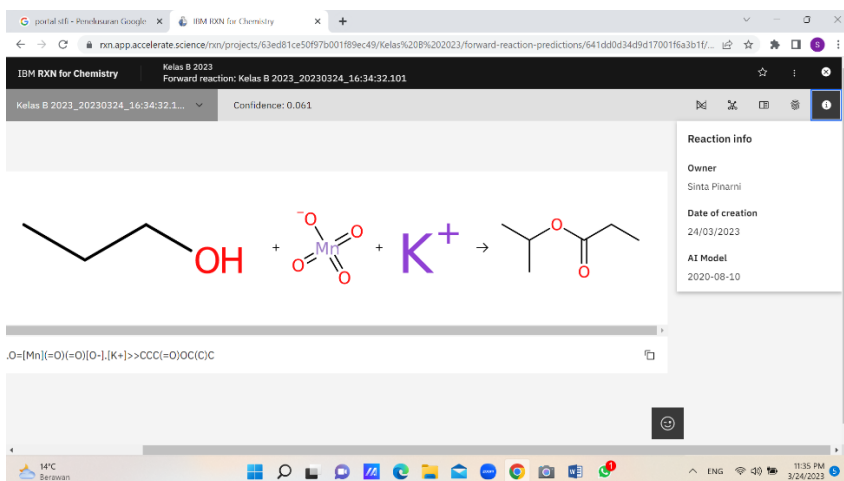 portal stfi - Penelusuran Google
IBM RXN for Chemistry
rxn.app.accelerate.science/rxn/projects/63ed81ce50f97b001f89ec49/Kelas%20B%202023/forward-reaction-predictions/641dd0d34d9d17001f6a3b1f/...
S
IBM RXN for Chemistry
Kelas B 2023
Forward reaction: Kelas B 2023_20230324_16:34:32.101
Kelas B 2023_20230324_16:34:32.1...
Confidence: 0.061
Reaction info
Owner
Sinta Pinarni
Date of creation
24/03/2023
AI Model
2020-08-10
OH
+
-O
Mn
O
O
O
+
K+
→
O
O
.O=[Mn](=O)(=O)[O-].[K+]>>CCC(=O)OC(C)C
14°C
Berawan
zoom
1
ENG
11:35 PM
3/24/2023
5